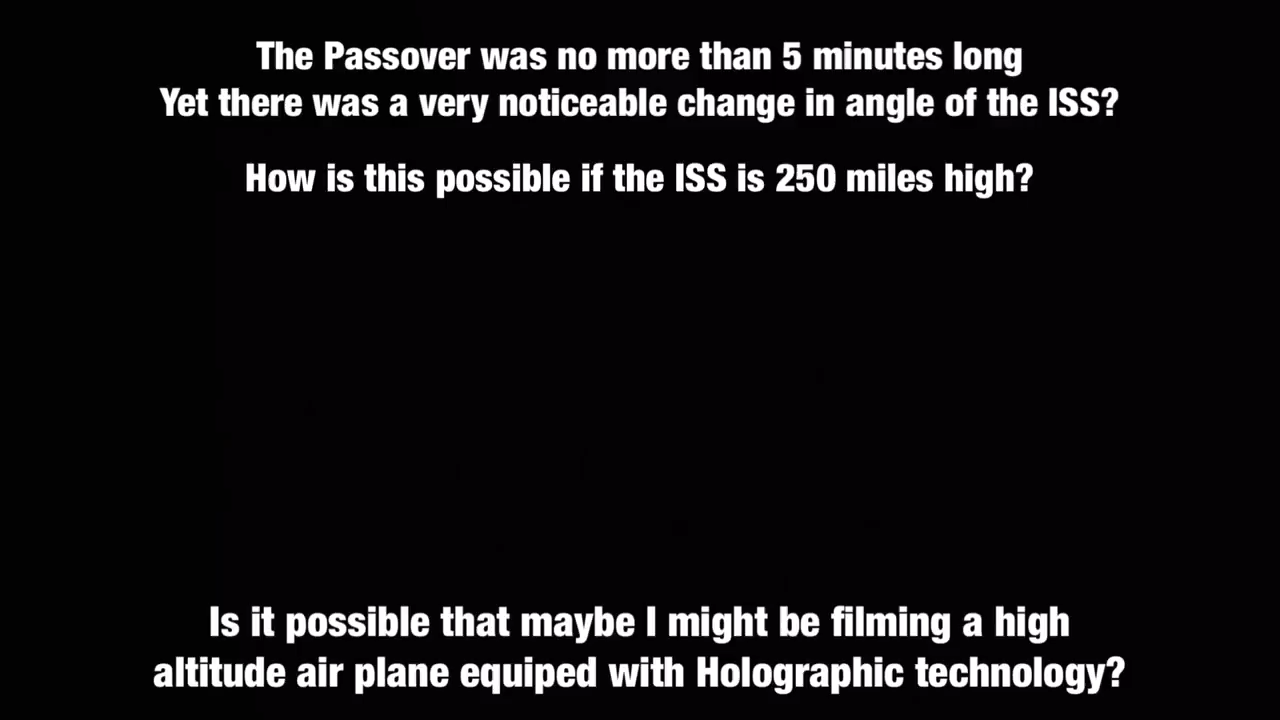 The Passover was no more than 5 minutes long
Yet there was a very noticeable change in angle of the ISS?
How is this possible if the ISS is 250 miles high?
Is it possible that maybe I might be filming a high
altitude air plane equiped with Holographic technology?